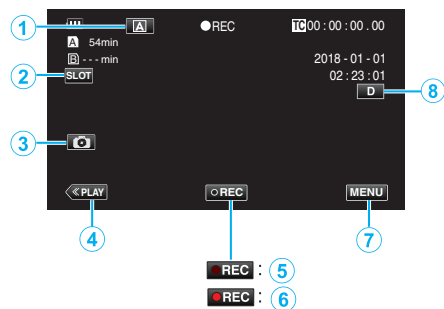 1 A ●REC TC 00 : 00 : 00 . 00
A 54min
B - - - min 2018 - 01 - 01
2 SLOT 02 : 23 : 01
D 8
3
≪PLAY ○REC MENU
4 7
●REC : 5
●REC : 6